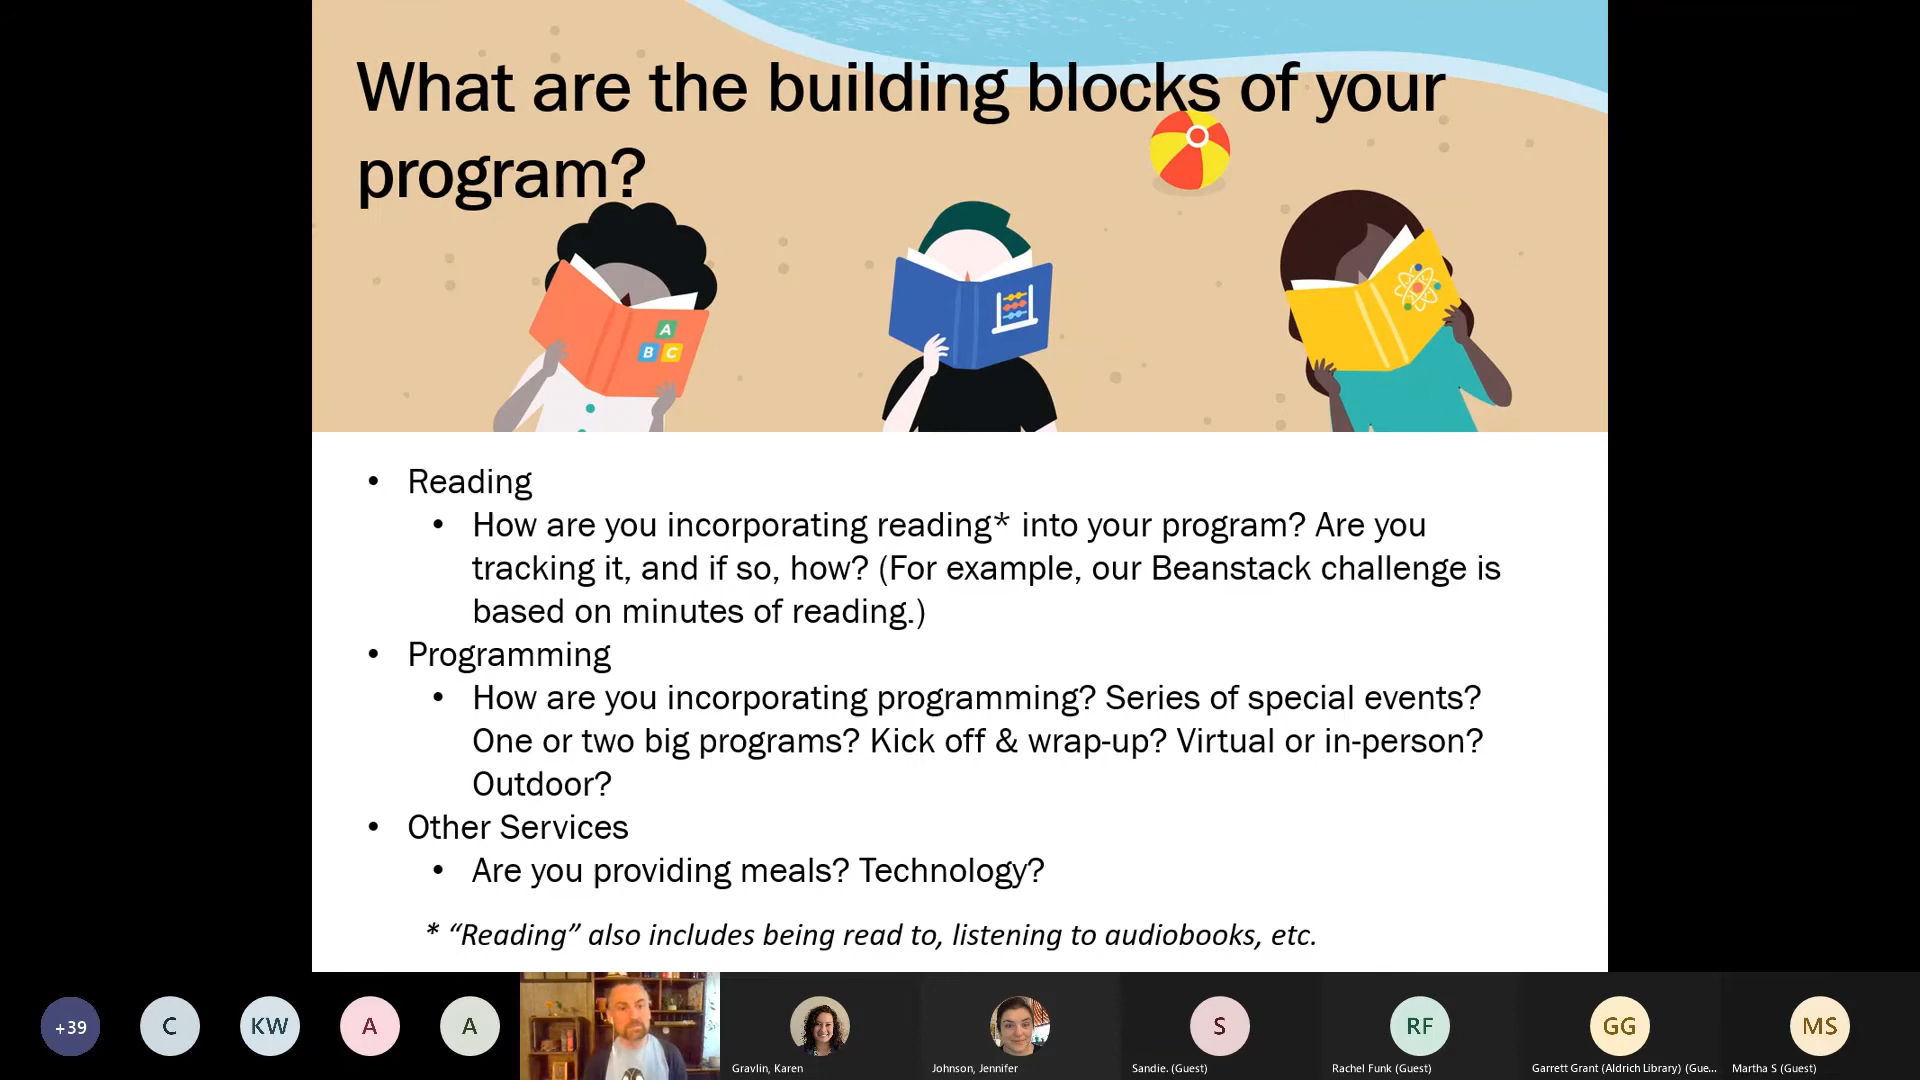 What are the building blocks of your
program?
A
B C
• Reading
• How are you incorporating reading* into your program? Are you
tracking it, and if so, how? (For example, our Beanstack challenge is
based on minutes of reading.)
• Programming
• How are you incorporating programming? Series of special events?
One or two big programs? Kick off & wrap-up? Virtual or in-person?
Outdoor?
• Other Services
• Are you providing meals? Technology?
* “Reading” also includes being read to, listening to audiobooks, etc.
+39
C
KW
A
A
S
RF
GG
MS
Gravlin, Karen
Johnson, Jennifer
Sandie. (Guest)
Rachel Funk (Guest)
Garrett Grant (Aldrich Library) (Gue...
Martha S (Guest)